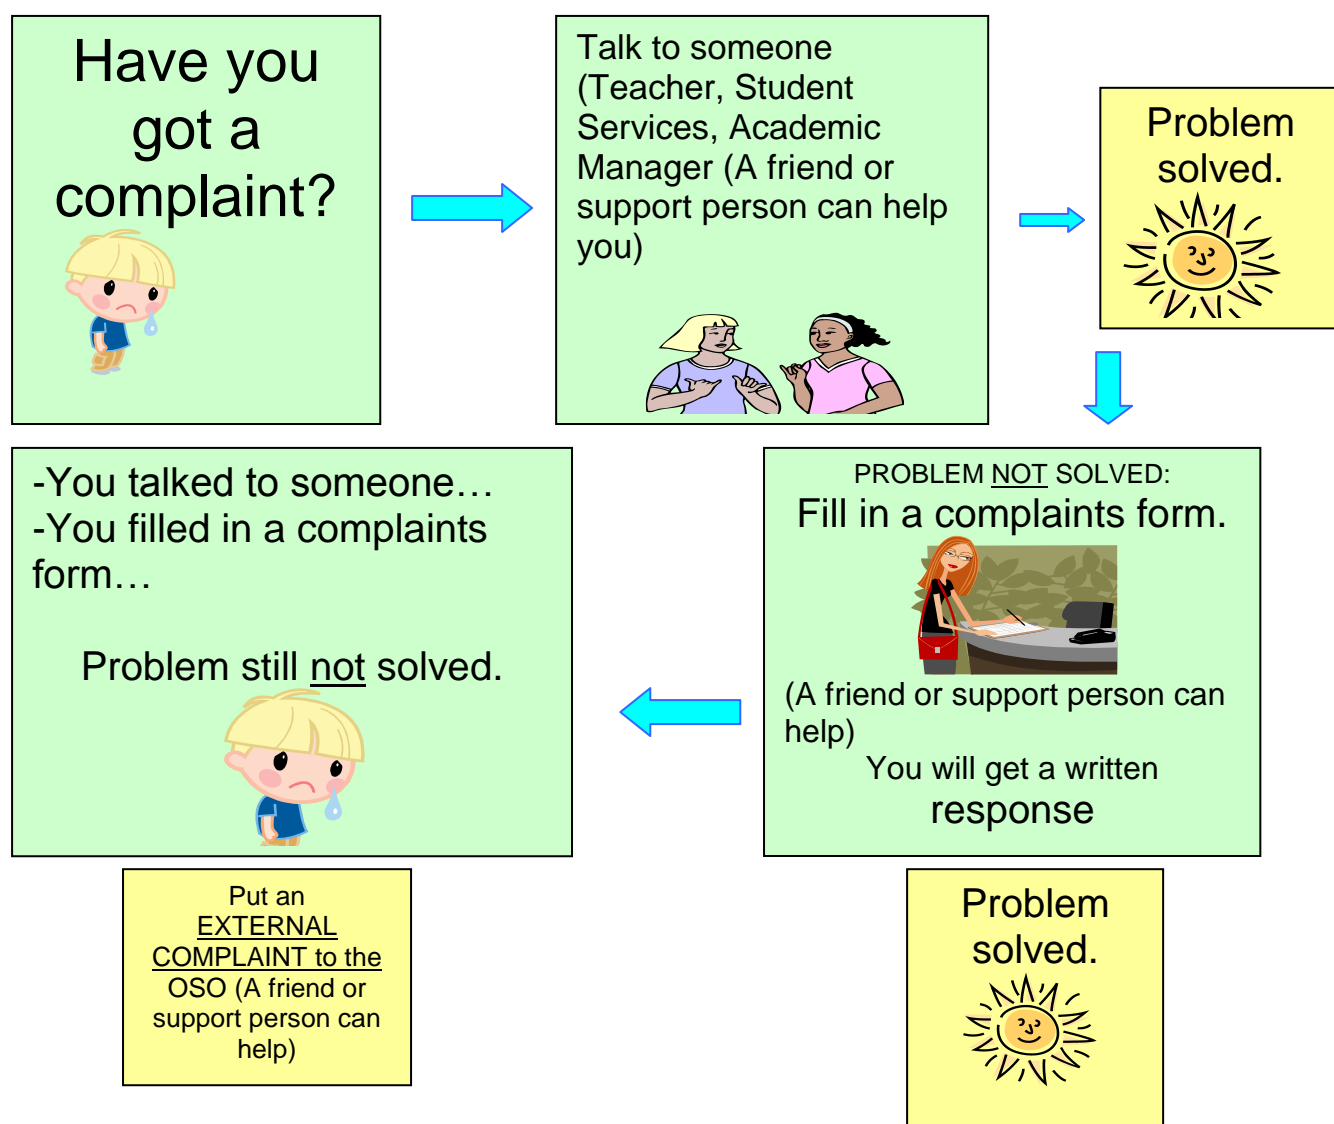 Have you
got a
complaint?
Talk to someone
(Teacher, Student
Services, Academic
Manager (A friend or
support person can help
you)
Problem
solved.
PROBLEM NOT SOLVED:
Fill in a complaints form.
(A friend or support person can
help)
You will get a written
response
Problem
solved.
-You talked to someone…
-You filled in a complaints
form…
Problem still not solved.
Put an
EXTERNAL
COMPLAINT to the
OSO (A friend or
support person can
help)